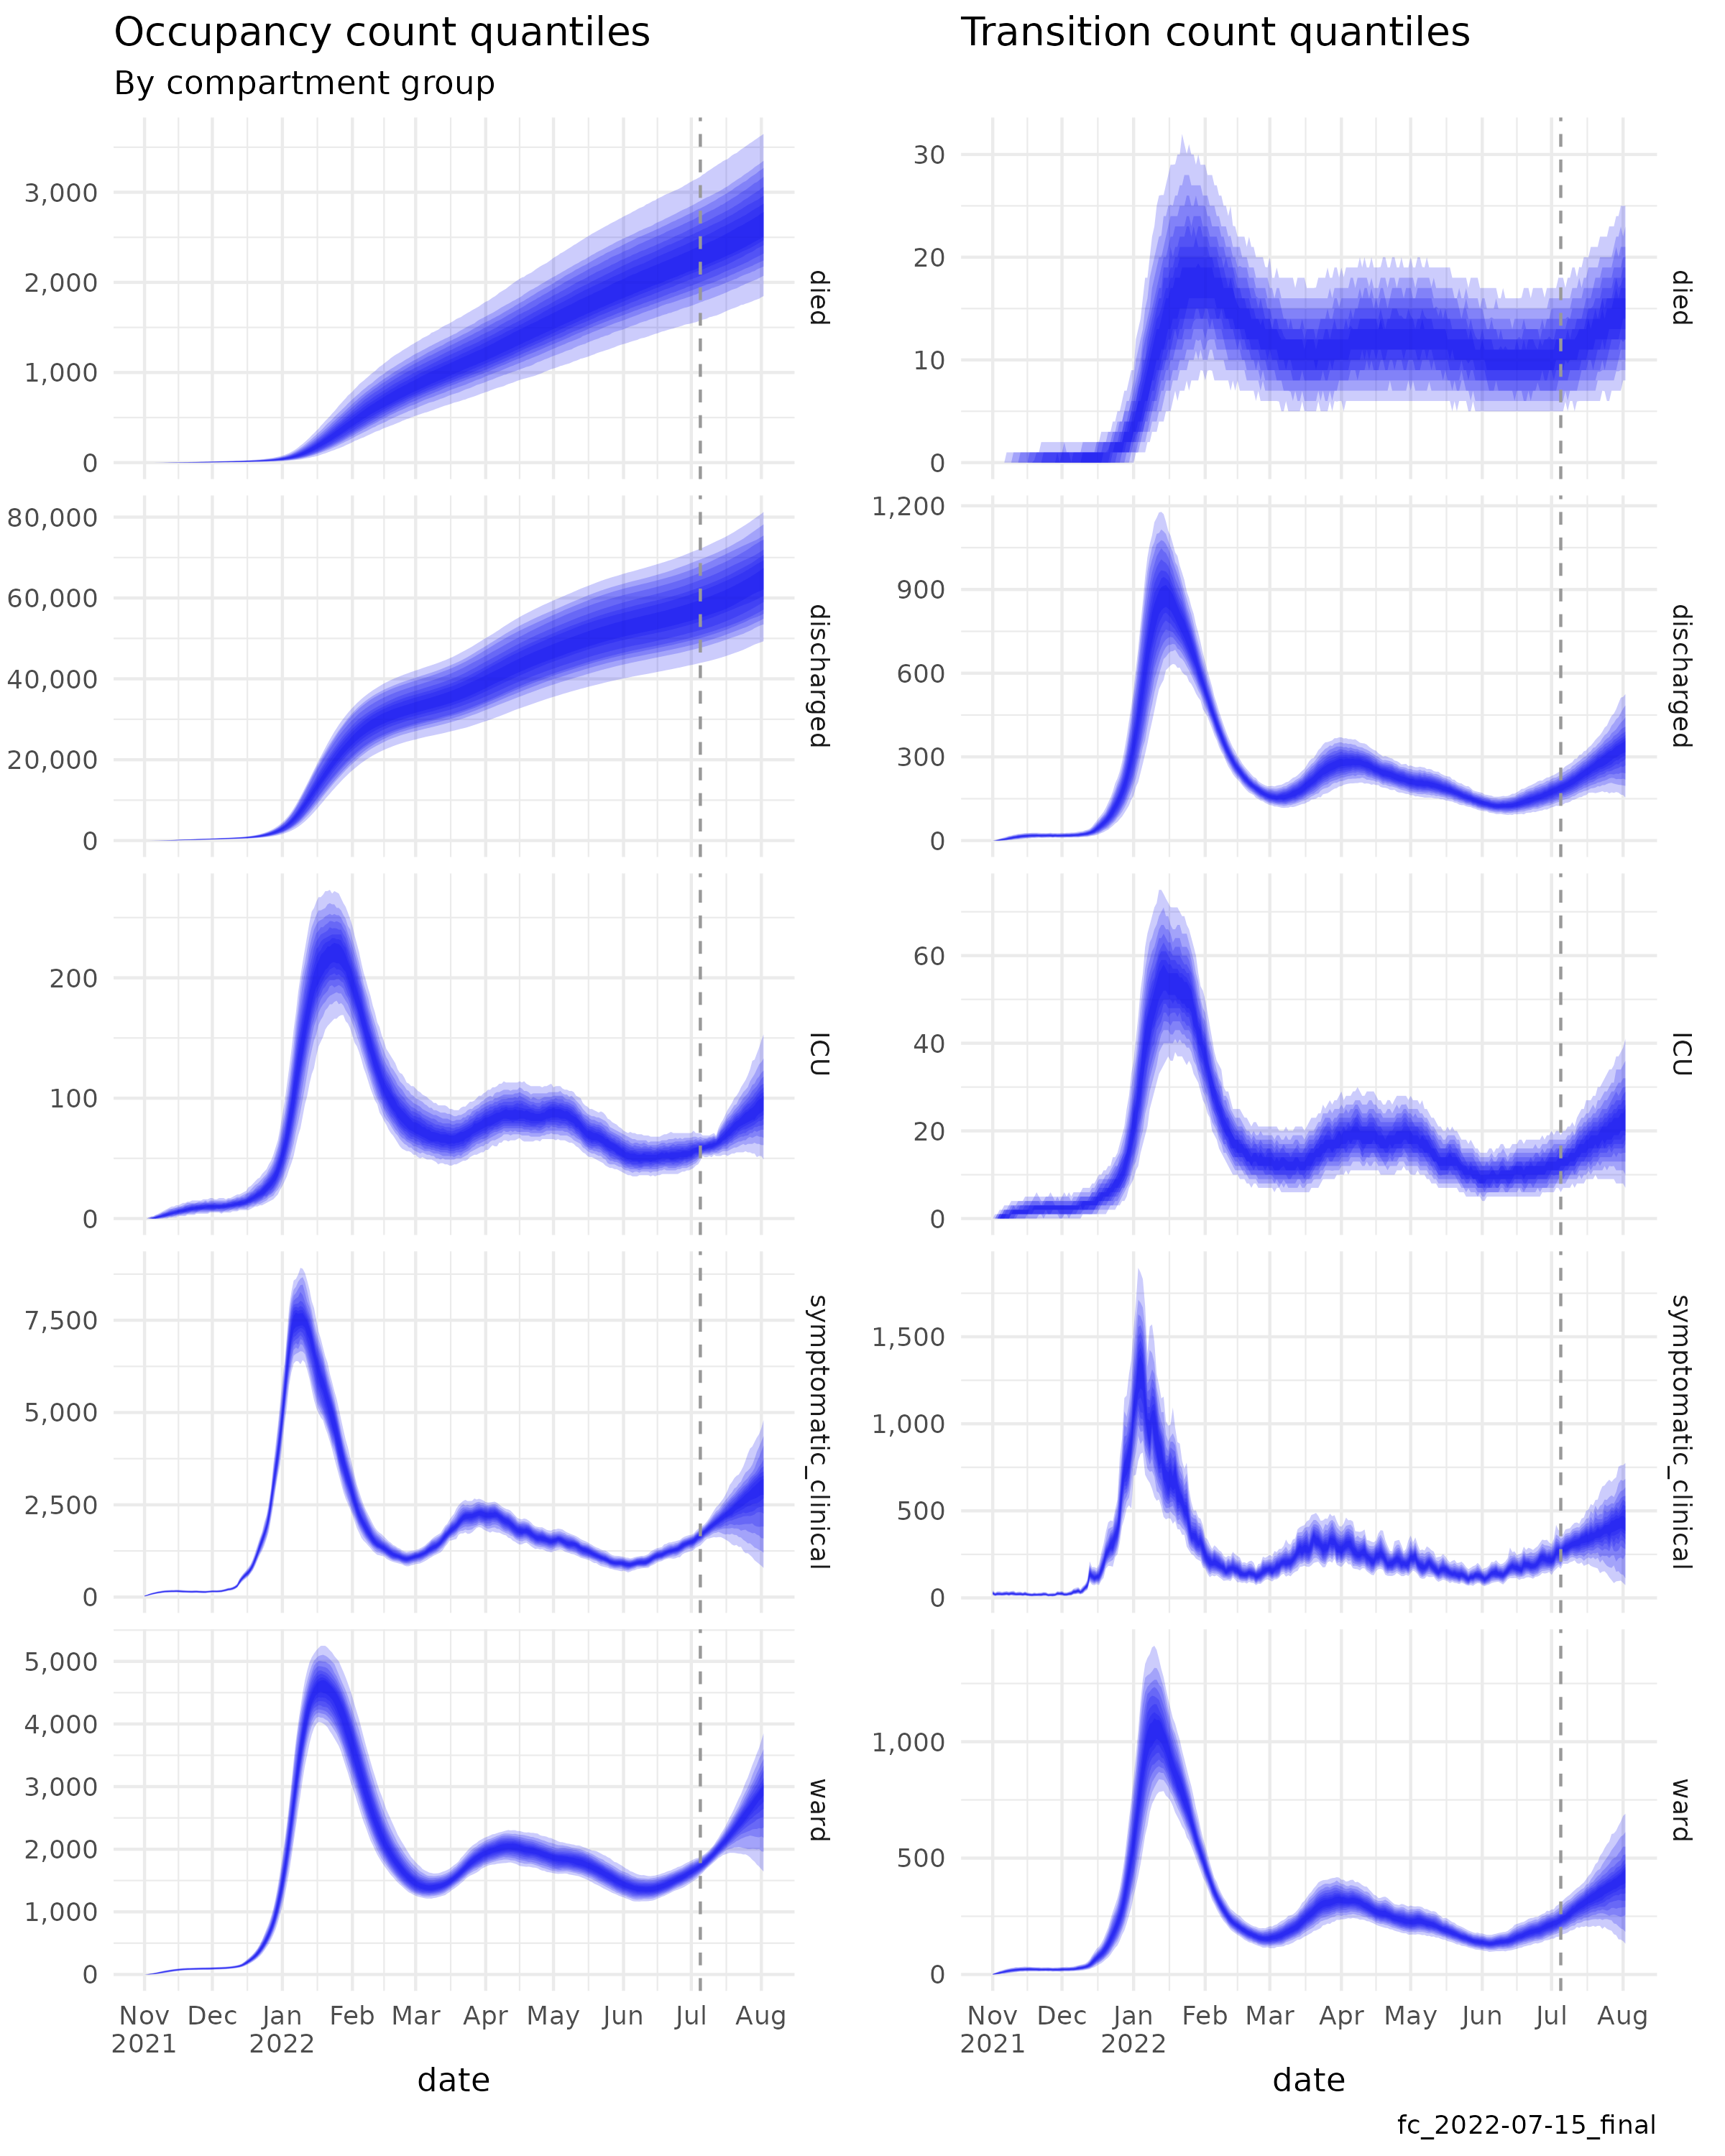 Occupancy count quantiles
By compartment group
3,000
2,000
1,000
0
died
80,000
60,000
40,000
20,000
0
discharged
200
100
0
ICU
7,500
5,000
2,500
0
symptomatic_clinical
5,000
4,000
3,000
2,000
1,000
0
ward
Nov Dec Jan Feb Mar Apr May Jun Jul Aug
2021 2022
date
Transition count quantiles
30
20
10
0
died
1,200
900
600
300
0
discharged
60
40
20
0
ICU
1,500
1,000
500
0
symptomatic_clinical
1,000
500
0
ward
Nov Dec Jan Feb Mar Apr May Jun Jul Aug
2021 2022
date
fc_2022-07-15_final